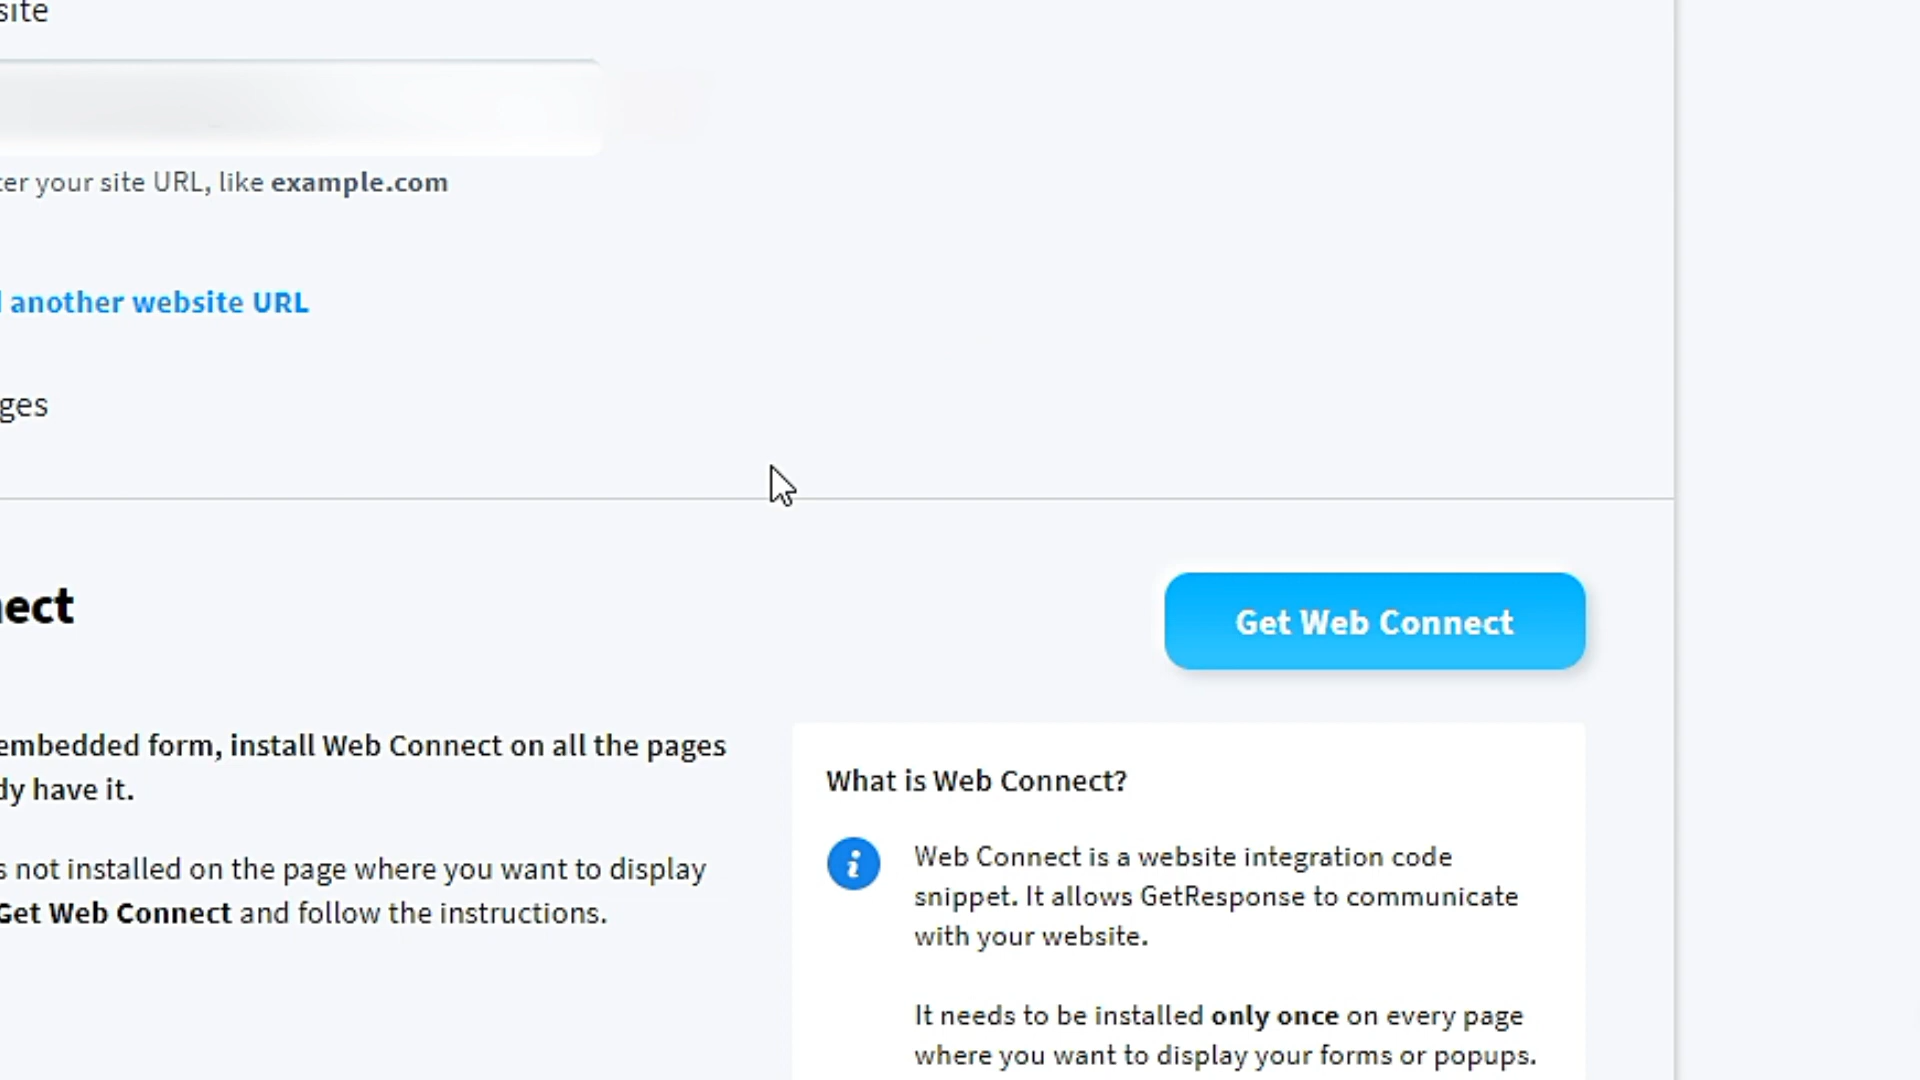 site
ter your site URL, like example.com
another website URL
ges
nect
Get Web Connect
embedded form, install Web Connect on all the pages
dy have it.
s not installed on the page where you want to display
Get Web Connect and follow the instructions.
What is Web Connect?
Web Connect is a website integration code
snippet. It allows GetResponse to communicate
with your website.
It needs to be installed only once on every page
where you want to display your forms or popups.